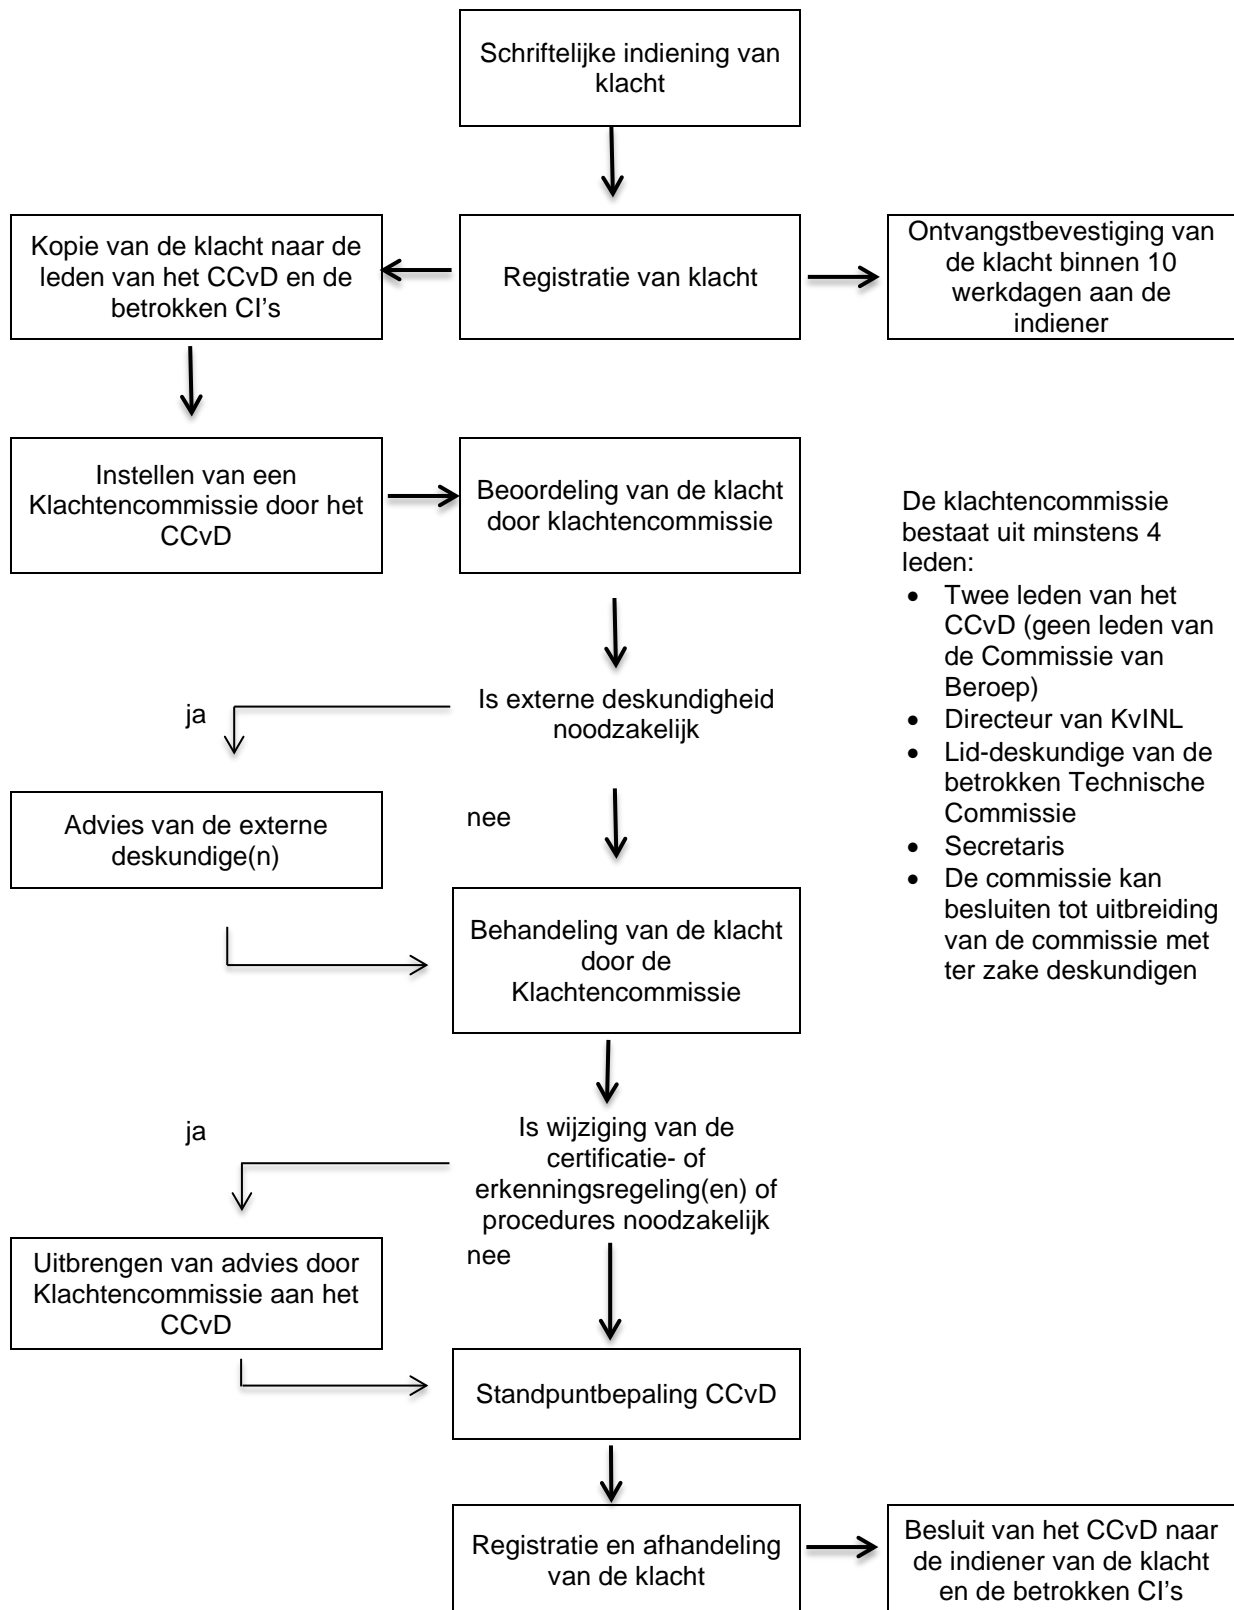 Schriftelijke indiening van
klacht
Kopie van de klacht naar de
leden van het CCvD en de
betrokken CI’s
Registratie van klacht
Ontvangstbevestiging van
de klacht binnen 10
werkdagen aan de
indiener
Instellen van een
Klachtencommissie door het
CCvD
Beoordeling van de klacht
door klachtencommissie
De klachtencommissie
bestaat uit minstens 4
leden:
• Twee leden van het
CCvD (geen leden van
de Commissie van
Beroep)
• Directeur van KvINL
• Lid-deskundige van de
betrokken Technische
Commissie
• Secretaris
• De commissie kan
besluiten tot uitbreiding
van de commissie met
ter zake deskundigen
Is externe deskundigheid
noodzakelijk
ja
nee
Advies van de externe
deskundige(n)
Behandeling van de klacht
door de
Klachtencommissie
ja
Is wijziging van de
certificatie- of
erkenningsregeling(en) of
procedures noodzakelijk
nee
Uitbrengen van advies door
Klachtencommissie aan het
CCvD
Standpuntbepaling CCvD
Registratie en afhandeling
van de klacht
Besluit van het CCvD naar
de indiener van de klacht
en de betrokken CI’s